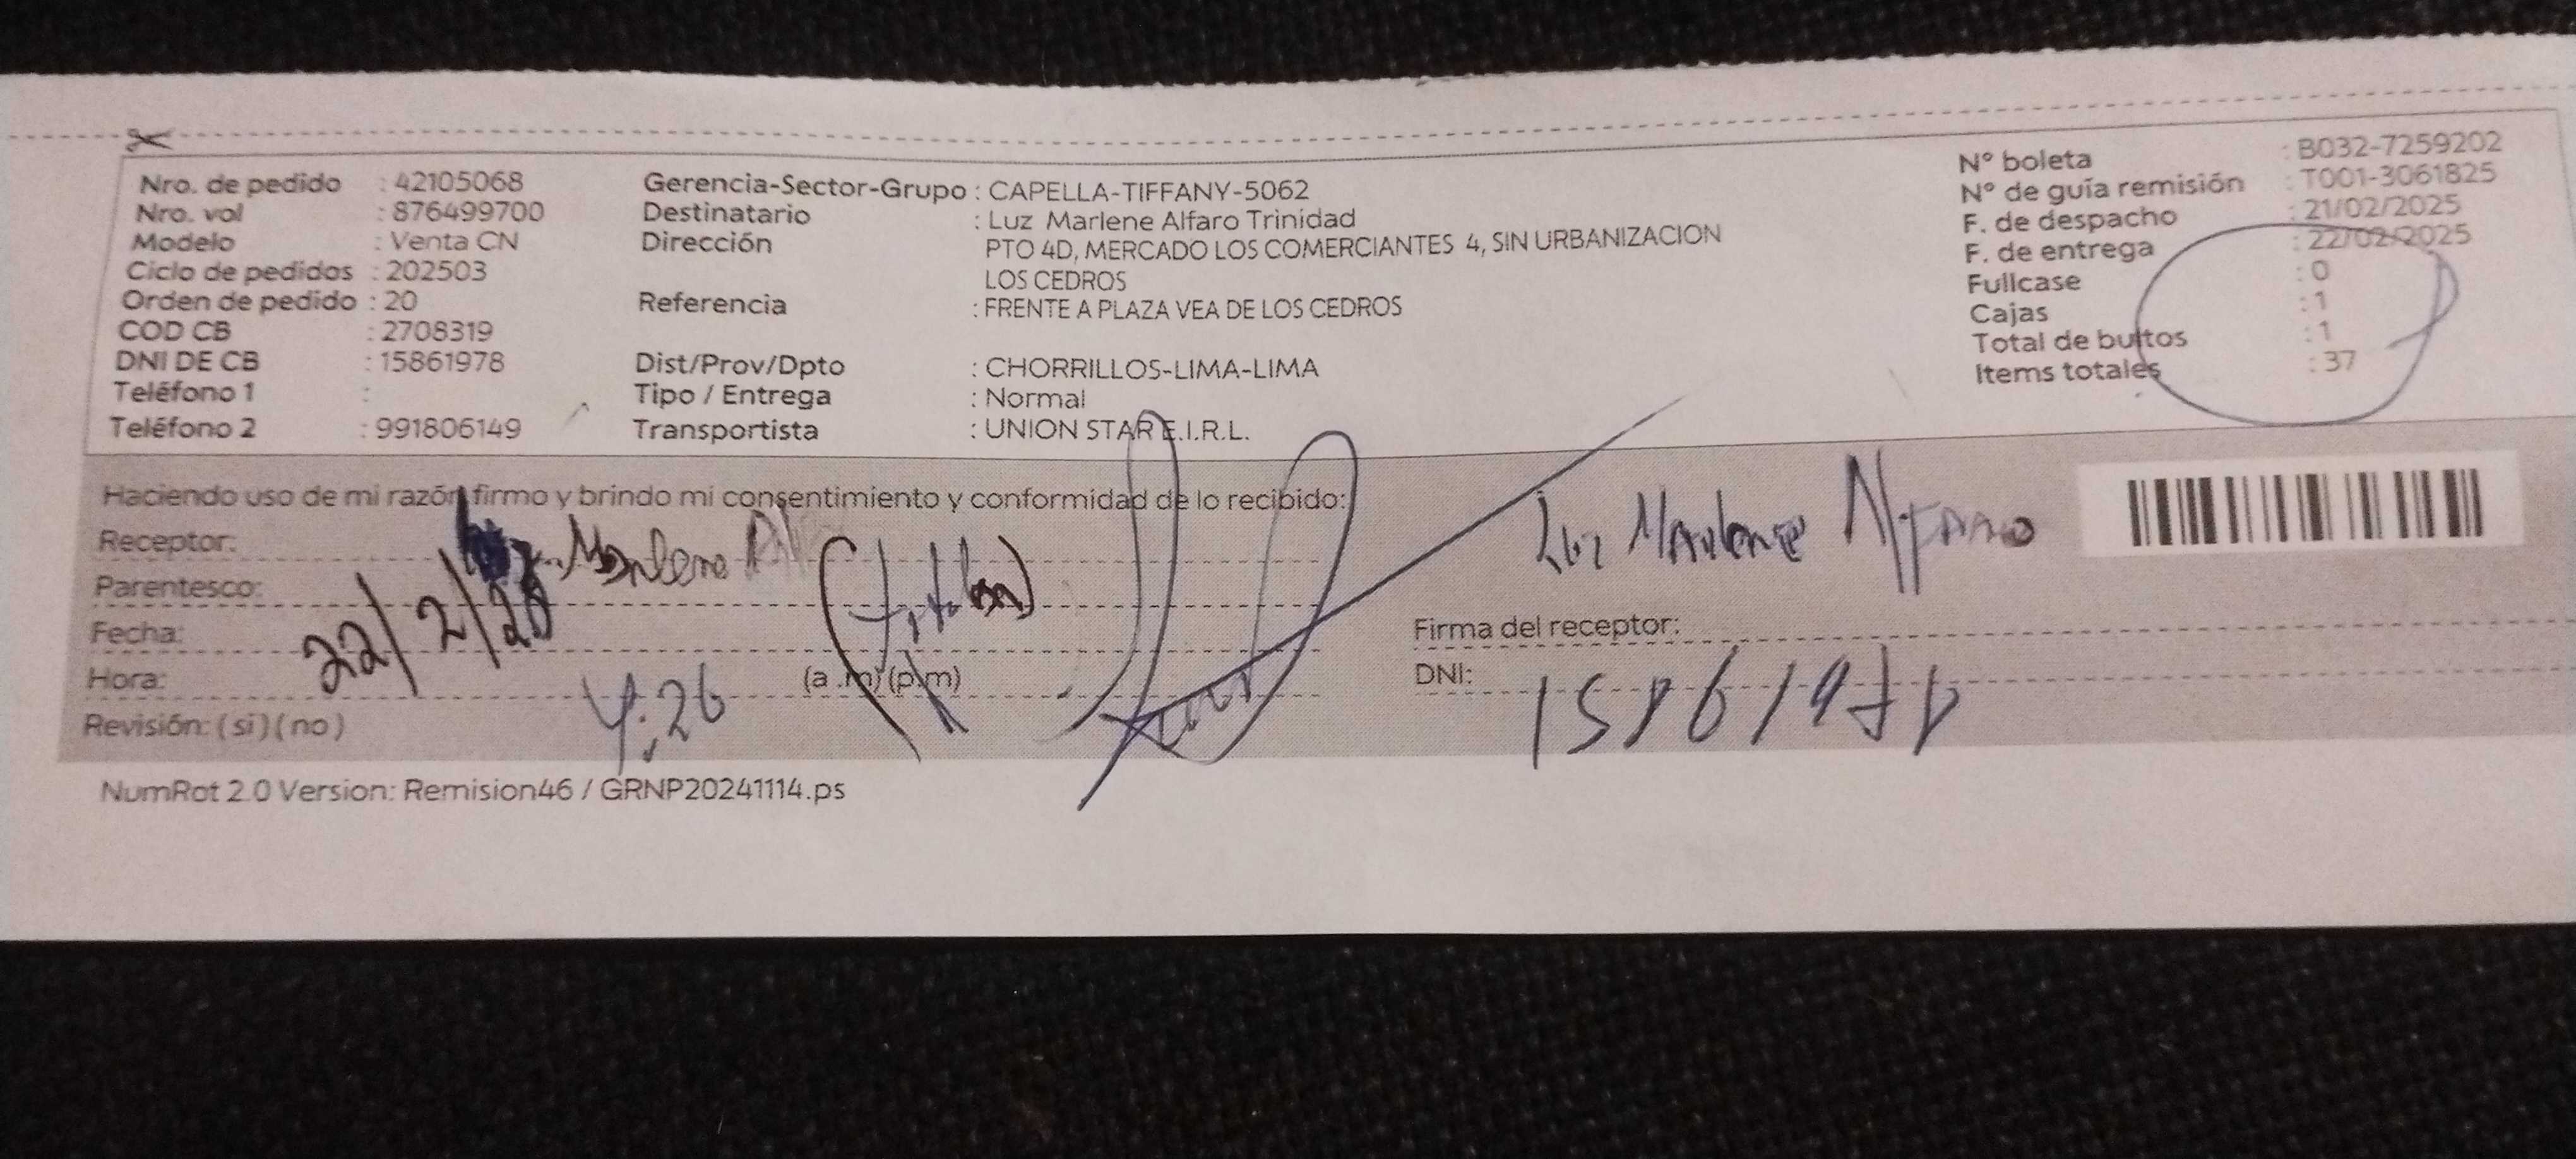 Nro. de pedido : 42105068
Nro. vol : 876499700
Modelo : Venta CN
Ciclo de pedidos : 202503
Orden de pedido : 20
COD CB : 2708319
DNI DE CB : 15861978
Teléfono 1 :
Teléfono 2 : 991806149
Gerencia-Sector-Grupo : CAPELLA-TIFFANY-5062
Destinatario : Luz Marlene Alfaro Trinidad
Dirección PTO 4D, MERCADO LOS COMERCIANTES 4, SIN URBANIZACION
LOS CEDROS
Referencia : FRENTE A PLAZA VEA DE LOS CEDROS
Dist/Prov/Dpto : CHORRILLOS-LIMA-LIMA
Tipo / Entrega : Normal
Transportista : UNION STAR E.I.R.L.
N° boleta : B032-7259202
N° de guía remisión : T001-3061825
F. de despacho : 21/02/2025
F. de entrega : 22/02/2025
Fullcase : 0
Cajas : 1
Total de bultos : 1
Items totales : 37
Haciendo uso de mi razón firmo y brindo mi consentimiento y conformidad de lo recibido:
Receptor: Marlene
Parentesco: (titular)
Fecha: 22/2/25
Hora: 4:26 (a .m) (p.m)
Revisión: ( si ) ( no )
Luz Marlene Alfaro
Firma del receptor:
DNI: 15861978
NumRot 2.0 Version: Remision46 / GRNP20241114.ps